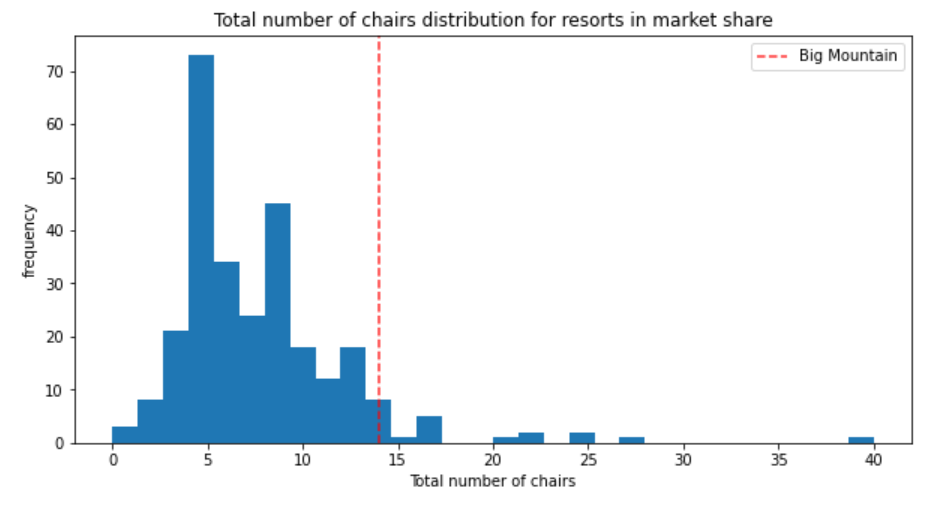 Total number of chairs distribution for resorts in market share
Big Mountain
frequency
70
60
50
40
30
20
10
0
0 5 10 15 20 25 30 35 40
Total number of chairs